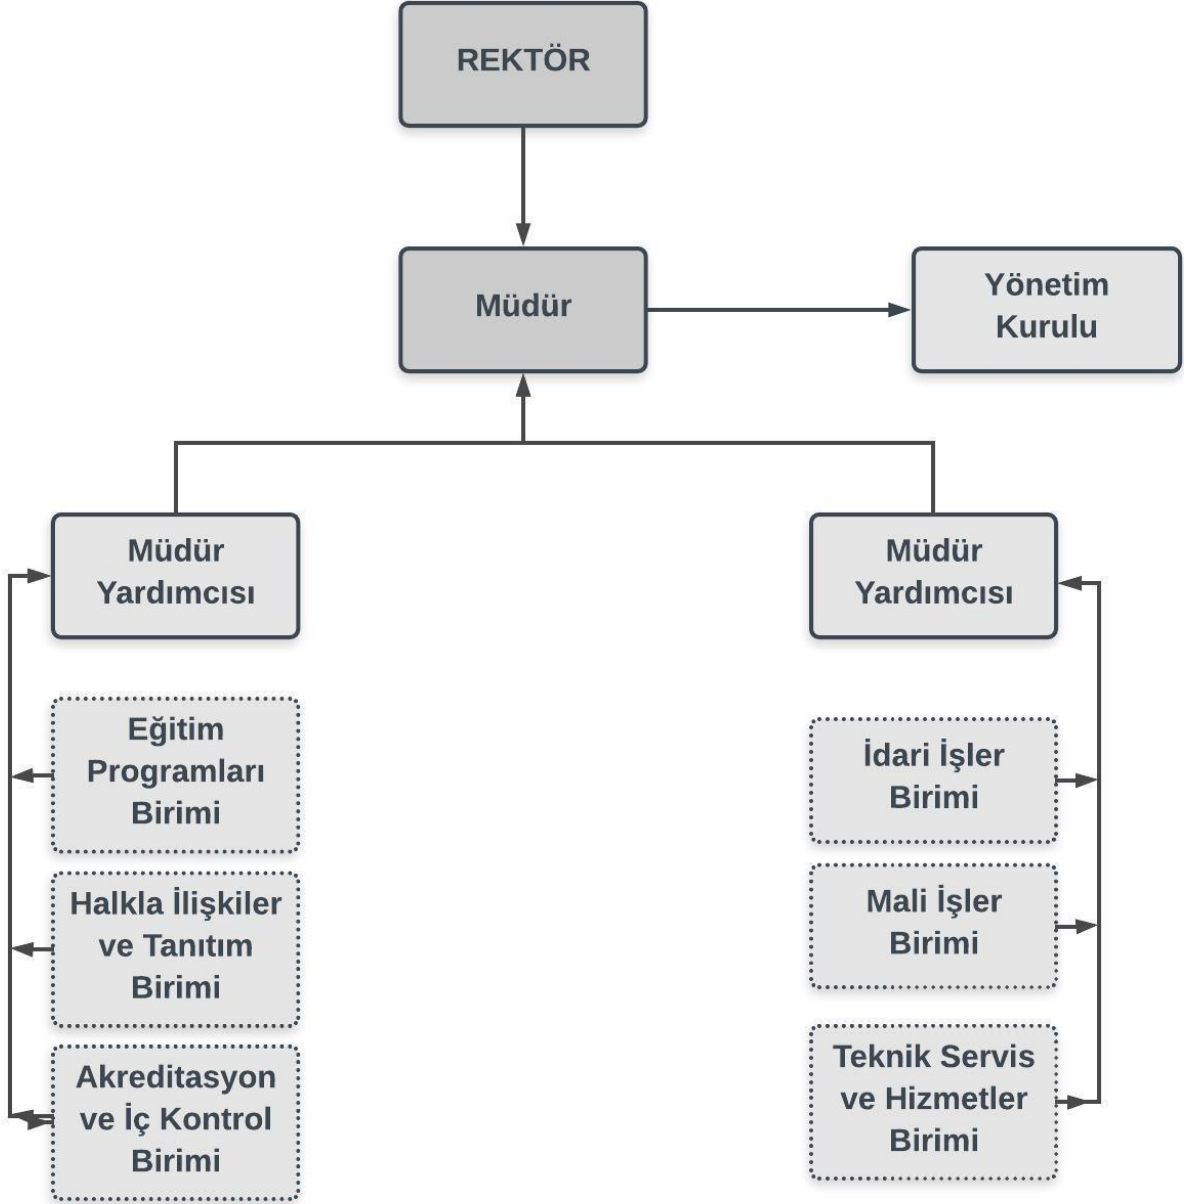 REKTÖR
Müdür
Yönetim
Kurulu
Müdür
Yardımcısı
Müdür
Yardımcısı
Eğitim
Programları
Birimi
Halkla İlişkiler
ve Tanıtım
Birimi
Akreditasyon
ve İç Kontrol
Birimi
İdari İşler
Birimi
Mali İşler
Birimi
Teknik Servis
ve Hizmetler
Birimi